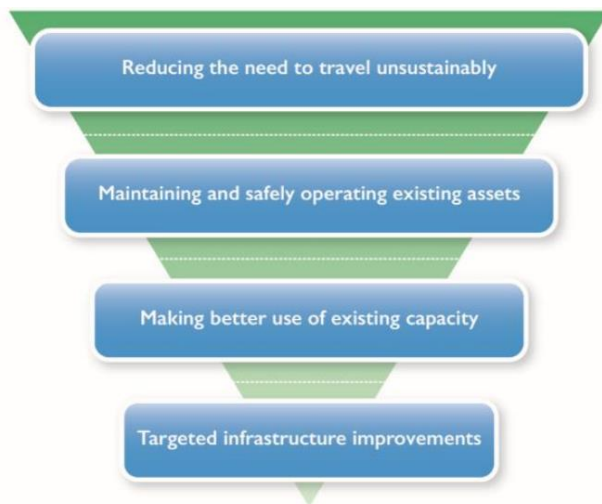 Reducing the need to travel unsustainably
Maintaining and safely operating existing assets
Making better use of existing capacity
Targeted infrastructure improvements